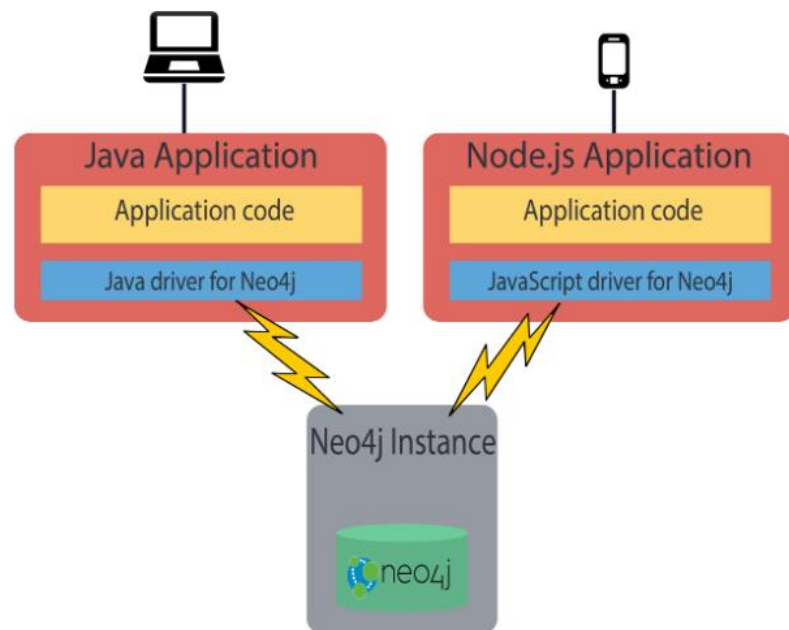 Java Application
Application code
Java driver for Neo4j
Node.js Application
Application code
JavaScript driver for Neo4j
Neo4j Instance
neo4j